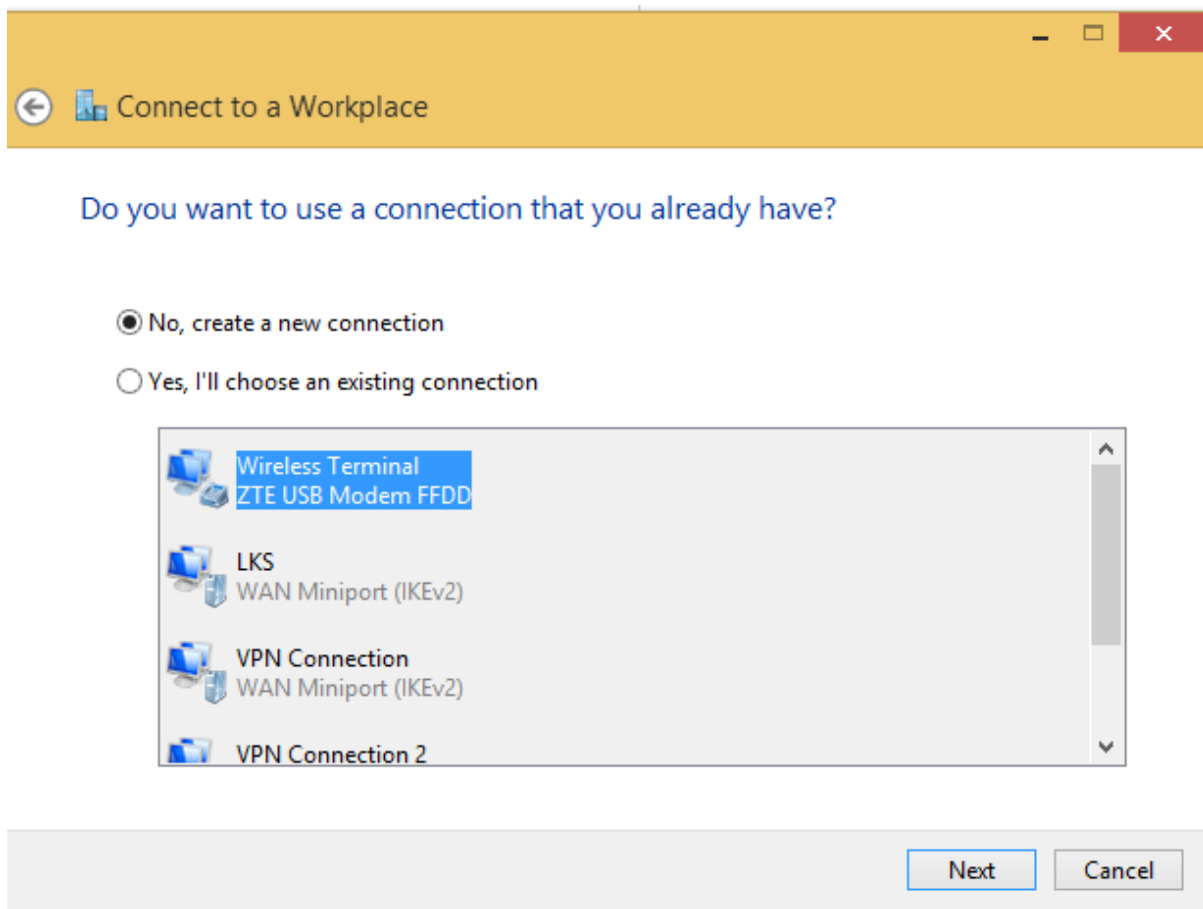 Connect to a Workplace
Do you want to use a connection that you already have?
No, create a new connection
Yes, I'll choose an existing connection
Wireless Terminal
ZTE USB Modem FFDD
LKS
WAN Miniport (IKEv2)
VPN Connection
WAN Miniport (IKEv2)
VPN Connection 2
Next
Cancel